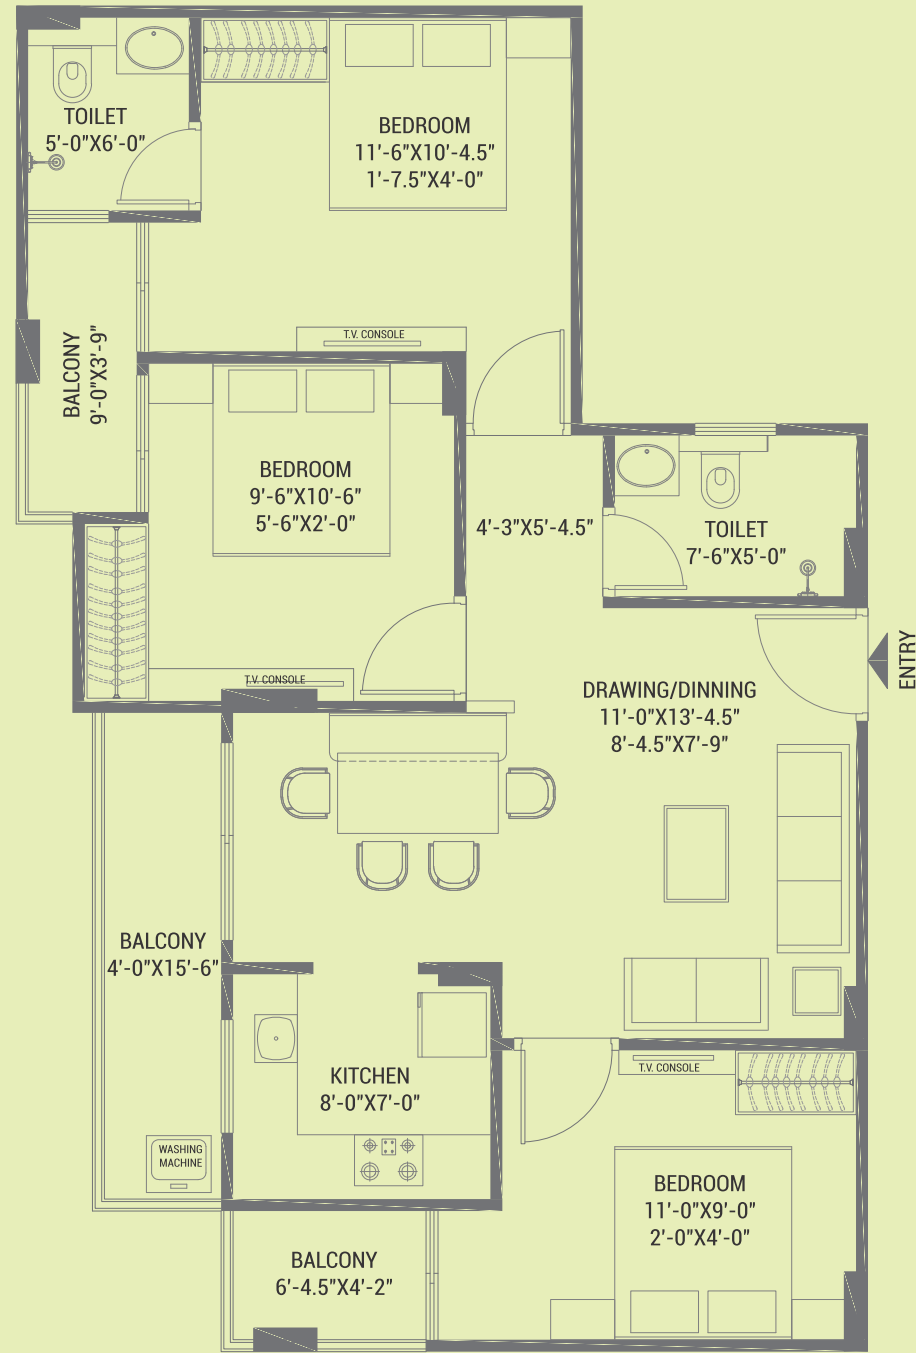 TOILET
5'-0"X6'-0"
BEDROOM
11'-6"X10'-4.5"
1'-7.5"X4'-0"
T.V. CONSOLE
BALCONY
9'-0"X3'-9"
BEDROOM
9'-6"X10'-6"
5'-6"X2'-0"
4'-3"X5'-4.5"
TOILET
7'-6"X5'-0"
ENTRY
T.V. CONSOLE
DRAWING/DINNING
11'-0"X13'-4.5"
8'-4.5"X7'-9"
BALCONY
4'-0"X15'-6"
KITCHEN
8'-0"X7'-0"
T.V. CONSOLE
WASHING
MACHINE
BEDROOM
11'-0"X9'-0"
2'-0"X4'-0"
BALCONY
6'-4.5"X4'-2"